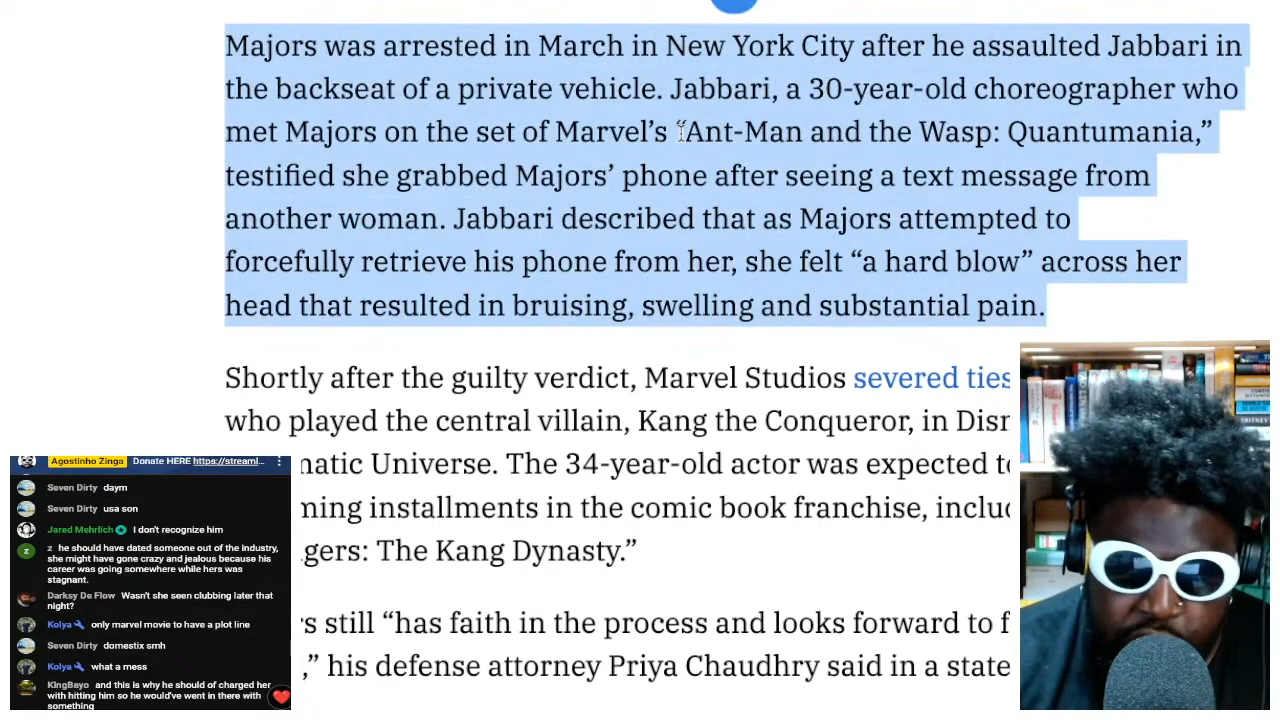 Majors was arrested in March in New York City after he assaulted Jabbari in
the backseat of a private vehicle. Jabbari, a 30-year-old choreographer who
met Majors on the set of Marvel’s “Ant-Man and the Wasp: Quantumania,”
testified she grabbed Majors’ phone after seeing a text message from
another woman. Jabbari described that as Majors attempted to
forcefully retrieve his phone from her, she felt “a hard blow” across her
head that resulted in bruising, swelling and substantial pain.
Shortly after the guilty verdict, Marvel Studios severed ties
who played the central villain, Kang the Conqueror, in Disn
matic Universe. The 34-year-old actor was expected to
ming installments in the comic book franchise, includ
gers: The Kang Dynasty.”
rs still “has faith in the process and looks forward to f
,” his defense attorney Priya Chaudhry said in a state
Agostinho Zinga Donate HERE https://streaml...
Seven Dirty daym
Seven Dirty usa son
Jared Mehrlich I don't recognize him
z he should have dated someone out of the industry,
she might have gone crazy and jealous because his
career was going somewhere while hers was
stagnant.
Darksy De Flow Wasn't she seen clubbing later that
night?
Kolya only marvel movie to have a plot line
Seven Dirty domestix smh
Kolya what a mess
KingBayo and this is why he should of charged her
with hitting him so he would've went in there with
something